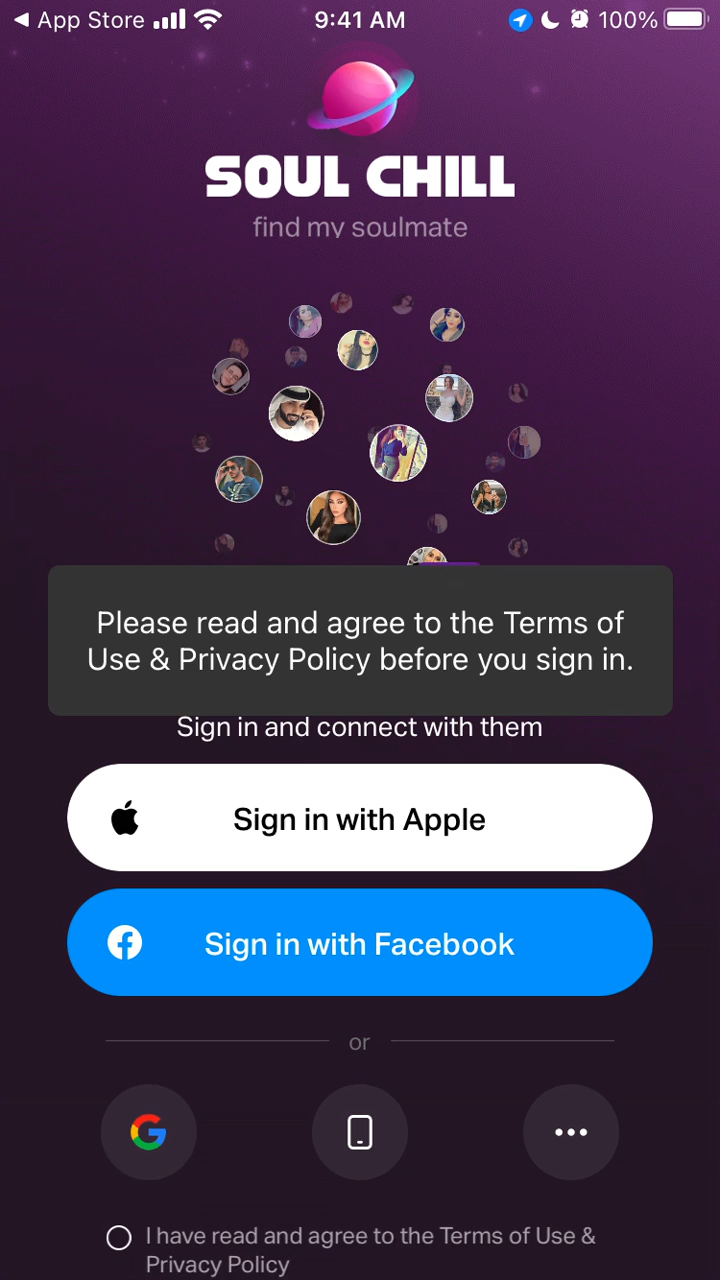 App Store
9:41 AM
100%
SOUL CHILL
find my soulmate
Please read and agree to the Terms of
Use & Privacy Policy before you sign in.
Sign in and connect with them
Sign in with Apple
Sign in with Facebook
or
I have read and agree to the Terms of Use &
Privacy Policy